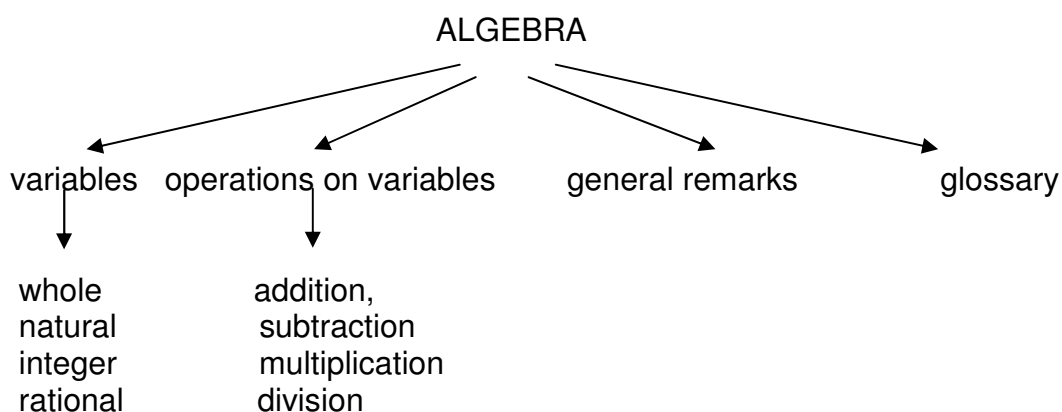 ALGEBRA
variables operations on variables general remarks glossary
whole addition,
natural subtraction
integer multiplication
rational division